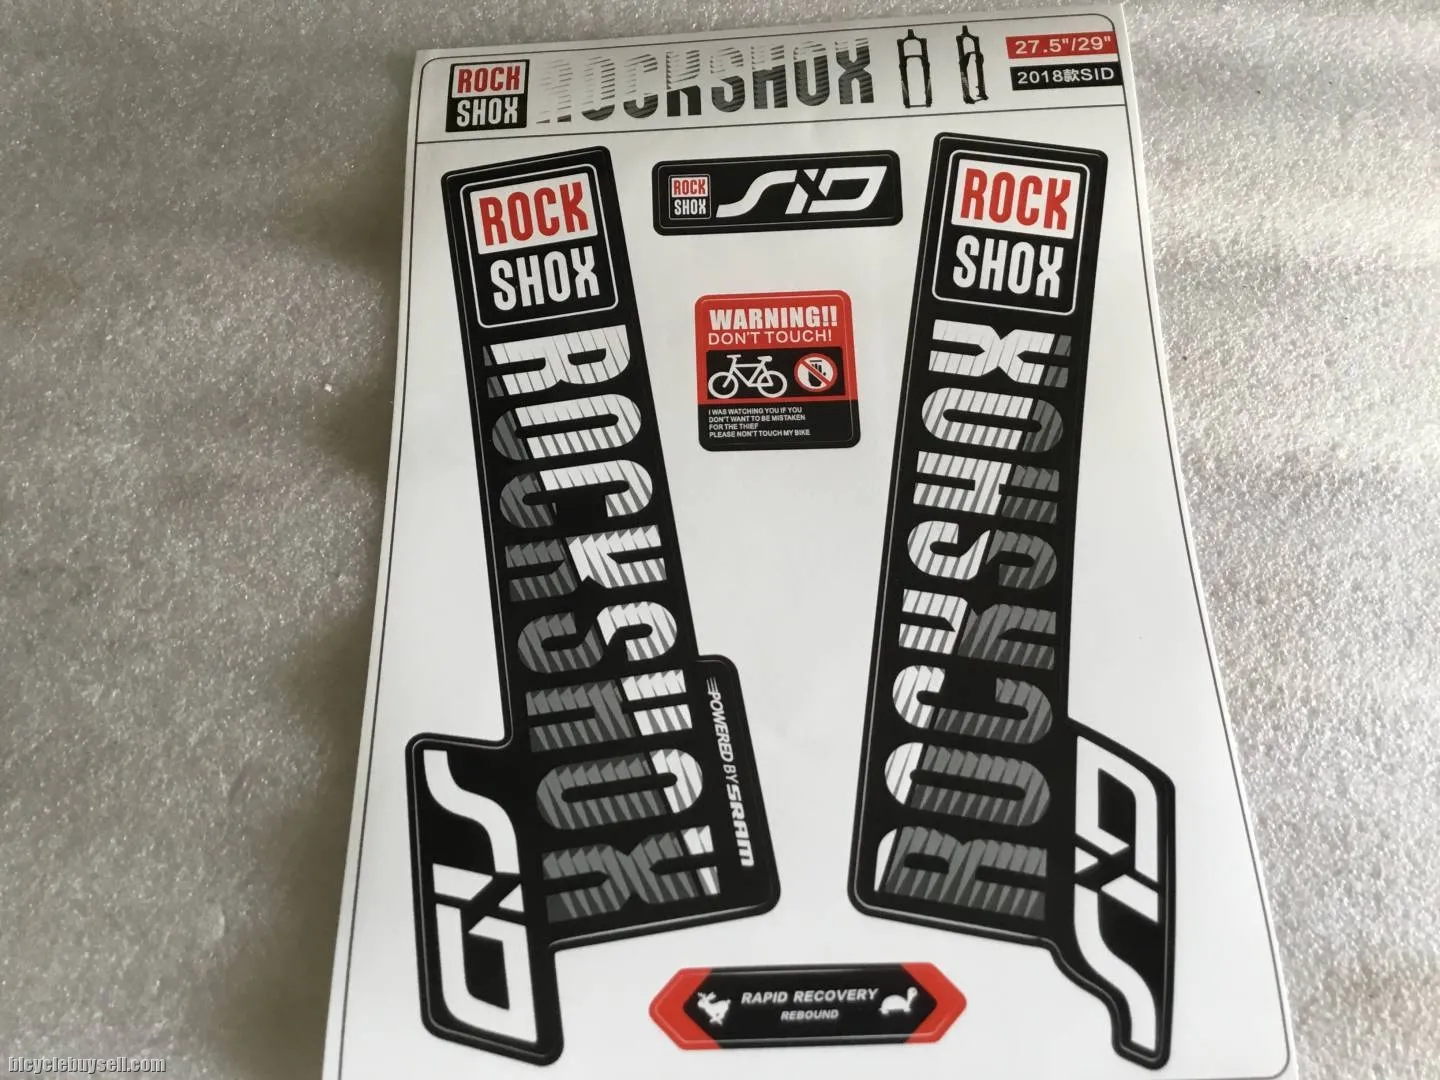 ROCK
SHOX
ROCKSHOX
27.5"/29"
2018款SID
ROCK
SHOX
ROCKSHOX
ROCKSHOX
POWERED BY SRAM
SID
ROCK
SHOX
SID
WARNING!!
DON'T TOUCH!
I WAS WATCHING YOU IF YOU
DON'T WANT TO BE MISTAKEN
FOR THE THIEF
PLEASE NON'T TOUCH MY BIKE
ROCK
SHOX
ROCKSHOX
ROCKSHOX
SID
RAPID RECOVERY
REBOUND
bicyclebuysell.com